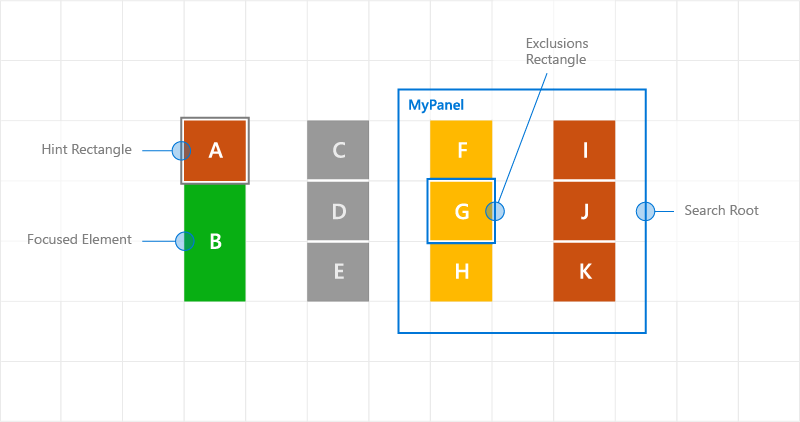 Exclusions
Rectangle
MyPanel
Hint Rectangle
A
C
F
I
D
G
J
Search Root
Focused Element
B
E
H
K